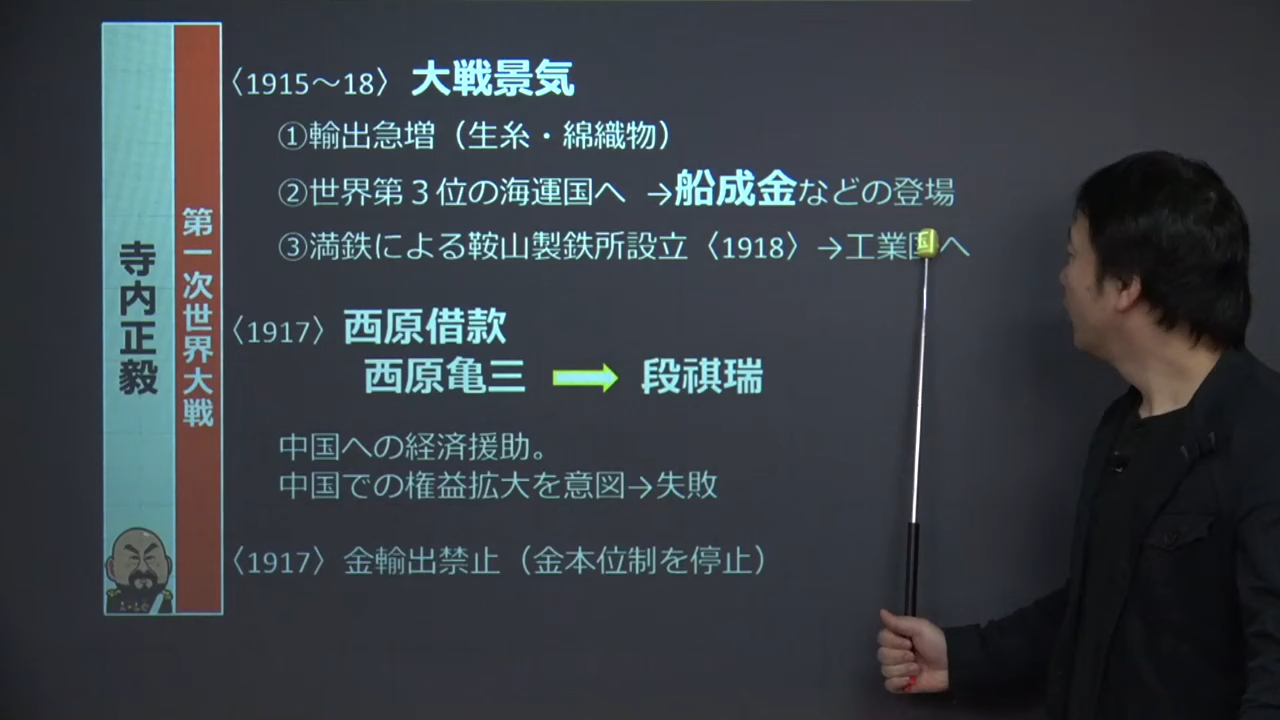 寺内正毅
第一次世界大戦
〈1915～18〉 大戦景気
①輸出急増（生糸・綿織物）
②世界第３位の海運国へ →船成金などの登場
③満鉄による鞍山製鉄所設立〈1918〉→工業国へ
〈1917〉西原借款
西原亀三 段祺瑞
中国への経済援助。
中国での権益拡大を意図→失敗
〈1917〉金輸出禁止（金本位制を停止）